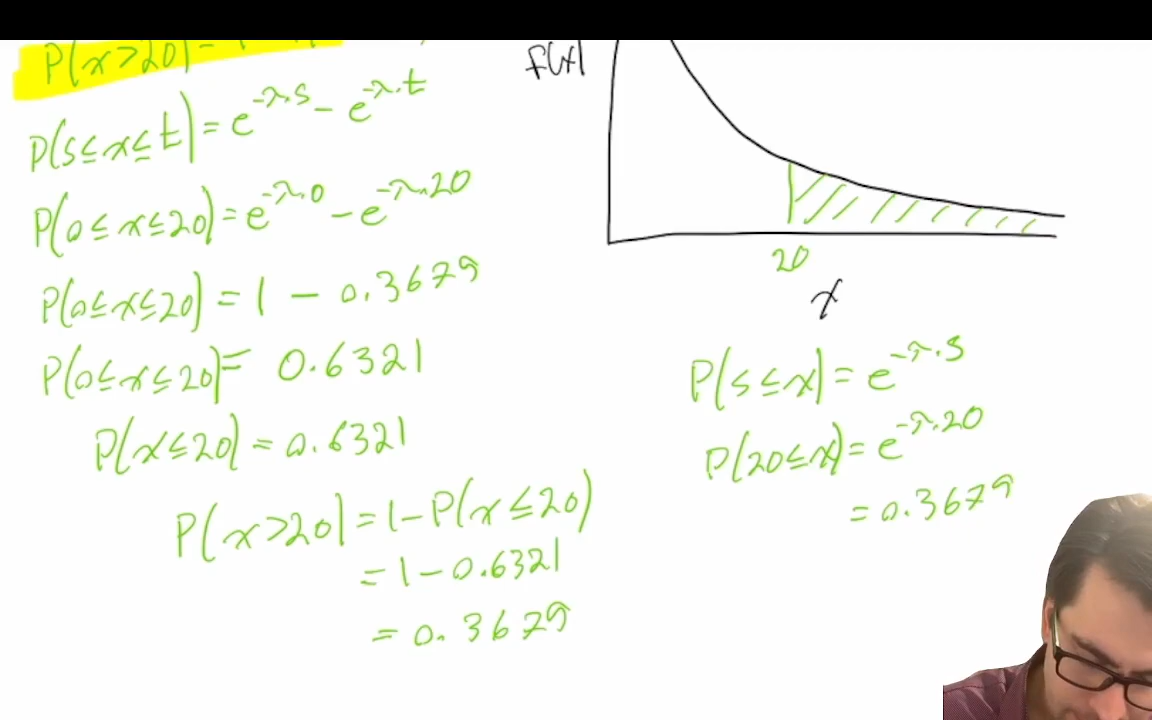 P(x>20)=
P(s≤x≤t)=e^-λ.s - e^-λ.t
P(0≤x≤20)=e^-λ.0 - e^-λ.20
P(0≤x≤20)=1-0.3679
P(0≤x≤20)=0.6321
P(x≤20)=0.6321
P(x>20)=1-P(x≤20)
=1-0.6321
=0.3679
f(x)
20
x
P(s≤x)=e^-λ.s
P(20≤x)=e^-λ.20
=0.3679